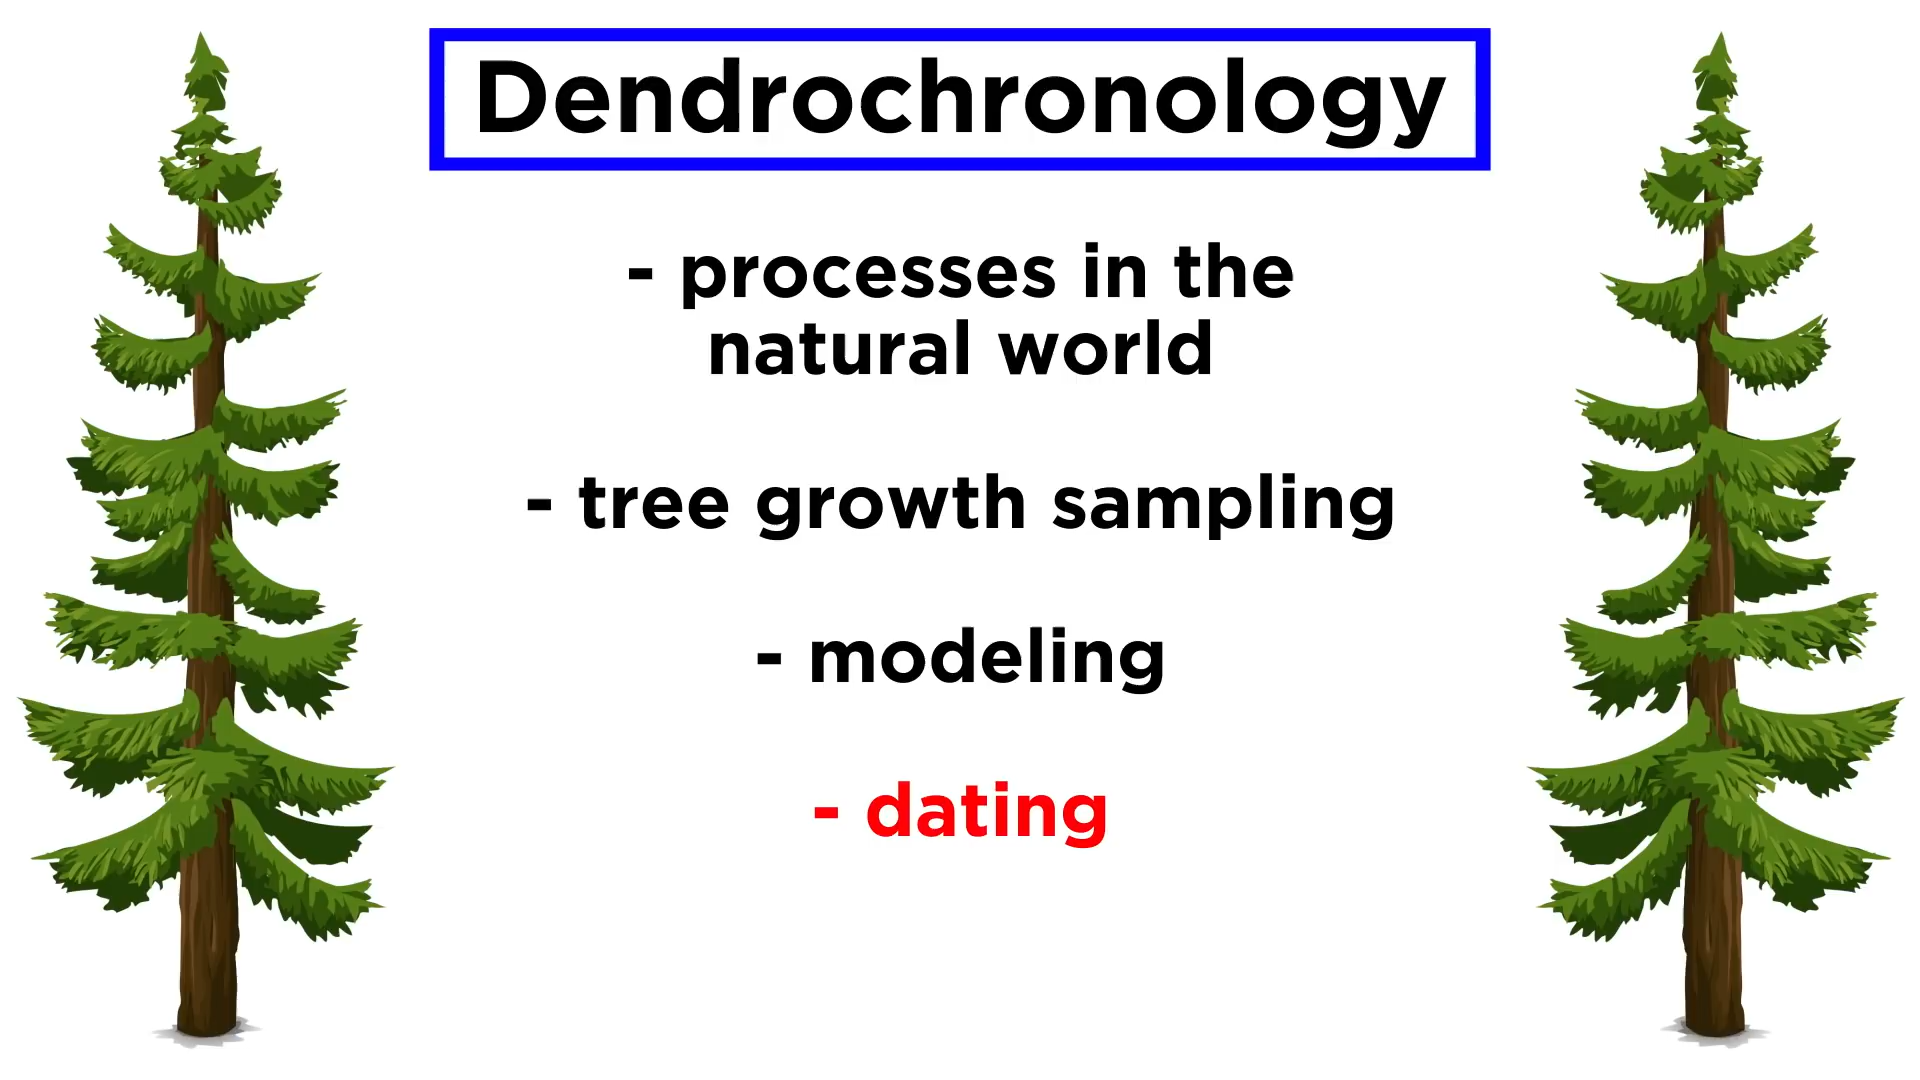 Dendrochronology
- processes in the
natural world
- tree growth sampling
- modeling
- dating